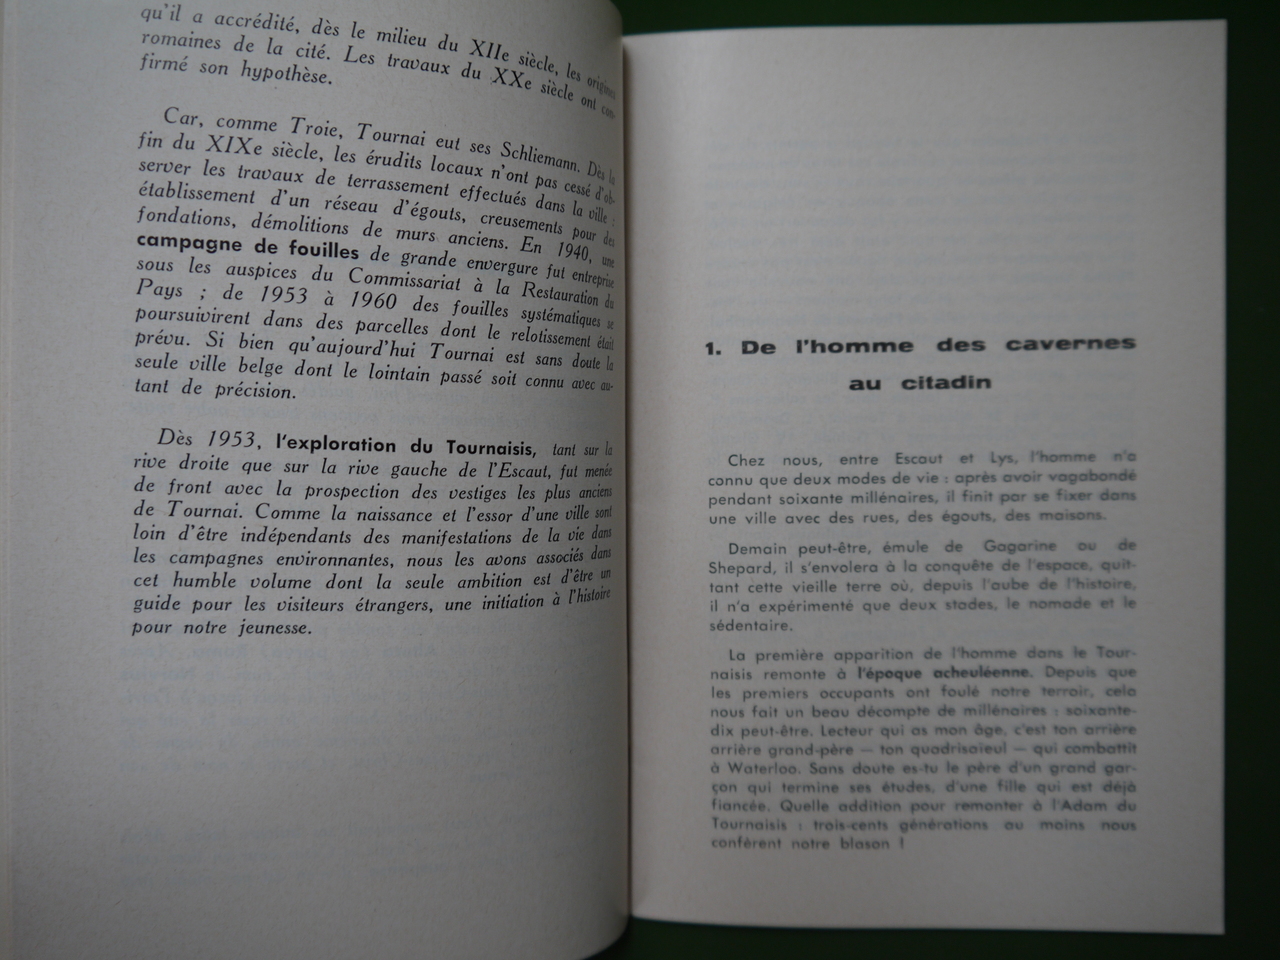 qu'il a accrédité, dès le milieu du XIIe siècle, les origines
romaines de la cité. Les travaux du XXe siècle ont con-
firmé son hypothèse.
Car, comme Troie, Tournai eut ses Schliemann. Dès la
fin du XIXe siècle, les érudits locaux n'ont pas cessé d'ob-
server les travaux de terrassement effectués dans la ville :
établissement d'un réseau d'égouts, creusements pour des
fondations, démolitions de murs anciens. En 1940, une
campagne de fouilles de grande envergure fut entreprise
sous les auspices du Commissariat à la Restauration du
Pays ; de 1953 à 1960 des fouilles systématiques se
poursuivirent dans des parcelles dont le relotissement était
prévu. Si bien qu'aujourd'hui Tournai est sans doute la
seule ville belge dont le lointain passé soit connu avec au-
tant de précision.
Dès 1953, l'exploration du Tournaisis, tant sur la
rive droite que sur la rive gauche de l'Escaut, fut menée
de front avec la prospection des vestiges les plus anciens
de Tournai. Comme la naissance et l'essor d'une ville sont
loin d'être indépendants des manifestations de la vie dans
les campagnes environnantes, nous les avons associés dans
cet humble volume dont la seule ambition est d'être un
guide pour les visiteurs étrangers, une initiation à l'histoire
pour notre jeunesse.
1. De l'homme des cavernes
au citadin
Chez nous, entre Escaut et Lys, l'homme n'a
connu que deux modes de vie : après avoir vagabondé
pendant soixante millénaires, il finit par se fixer dans
une ville avec des rues, des égouts, des maisons.
Demain peut-être, émule de Gagarine ou de
Shepard, il s'envolera à la conquête de l'espace, quit-
tant cette vieille terre où, depuis l'aube de l'histoire,
il n'a expérimenté que deux stades, le nomade et le
sédentaire.
La première apparition de l'homme dans le Tour-
naisis remonte à l'époque acheuléenne. Depuis que
les premiers occupants ont foulé notre terroir, cela
nous fait un beau décompte de millénaires : soixante-
dix peut-être. Lecteur qui as mon âge, c'est ton arrière
arrière grand-père — ton quadrisaïeul — qui combattit
à Waterloo. Sans doute es-tu le père d'un grand gar-
çon qui termine ses études, d'une fille qui est déjà
fiancée. Quelle addition pour remonter à l'Adam du
Tournaisis : trois-cents générations au moins nous
confèrent notre blason !